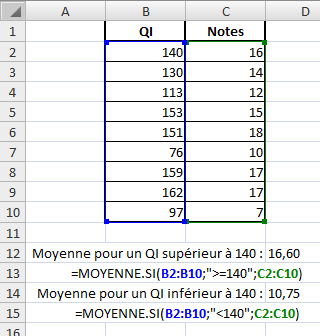 A B C D
1 QI Notes
2 140 16
3 130 14
4 113 12
5 153 15
6 151 18
7 76 10
8 159 17
9 162 17
10 97 7
11
12 Moyenne pour un QI supérieur à 140 : 16,60
13 =MOYENNE.SI(B2:B10;">=140";C2:C10)
14 Moyenne pour un QI inférieur à 140 : 10,75
15 =MOYENNE.SI(B2:B10;"<140";C2:C10)
16